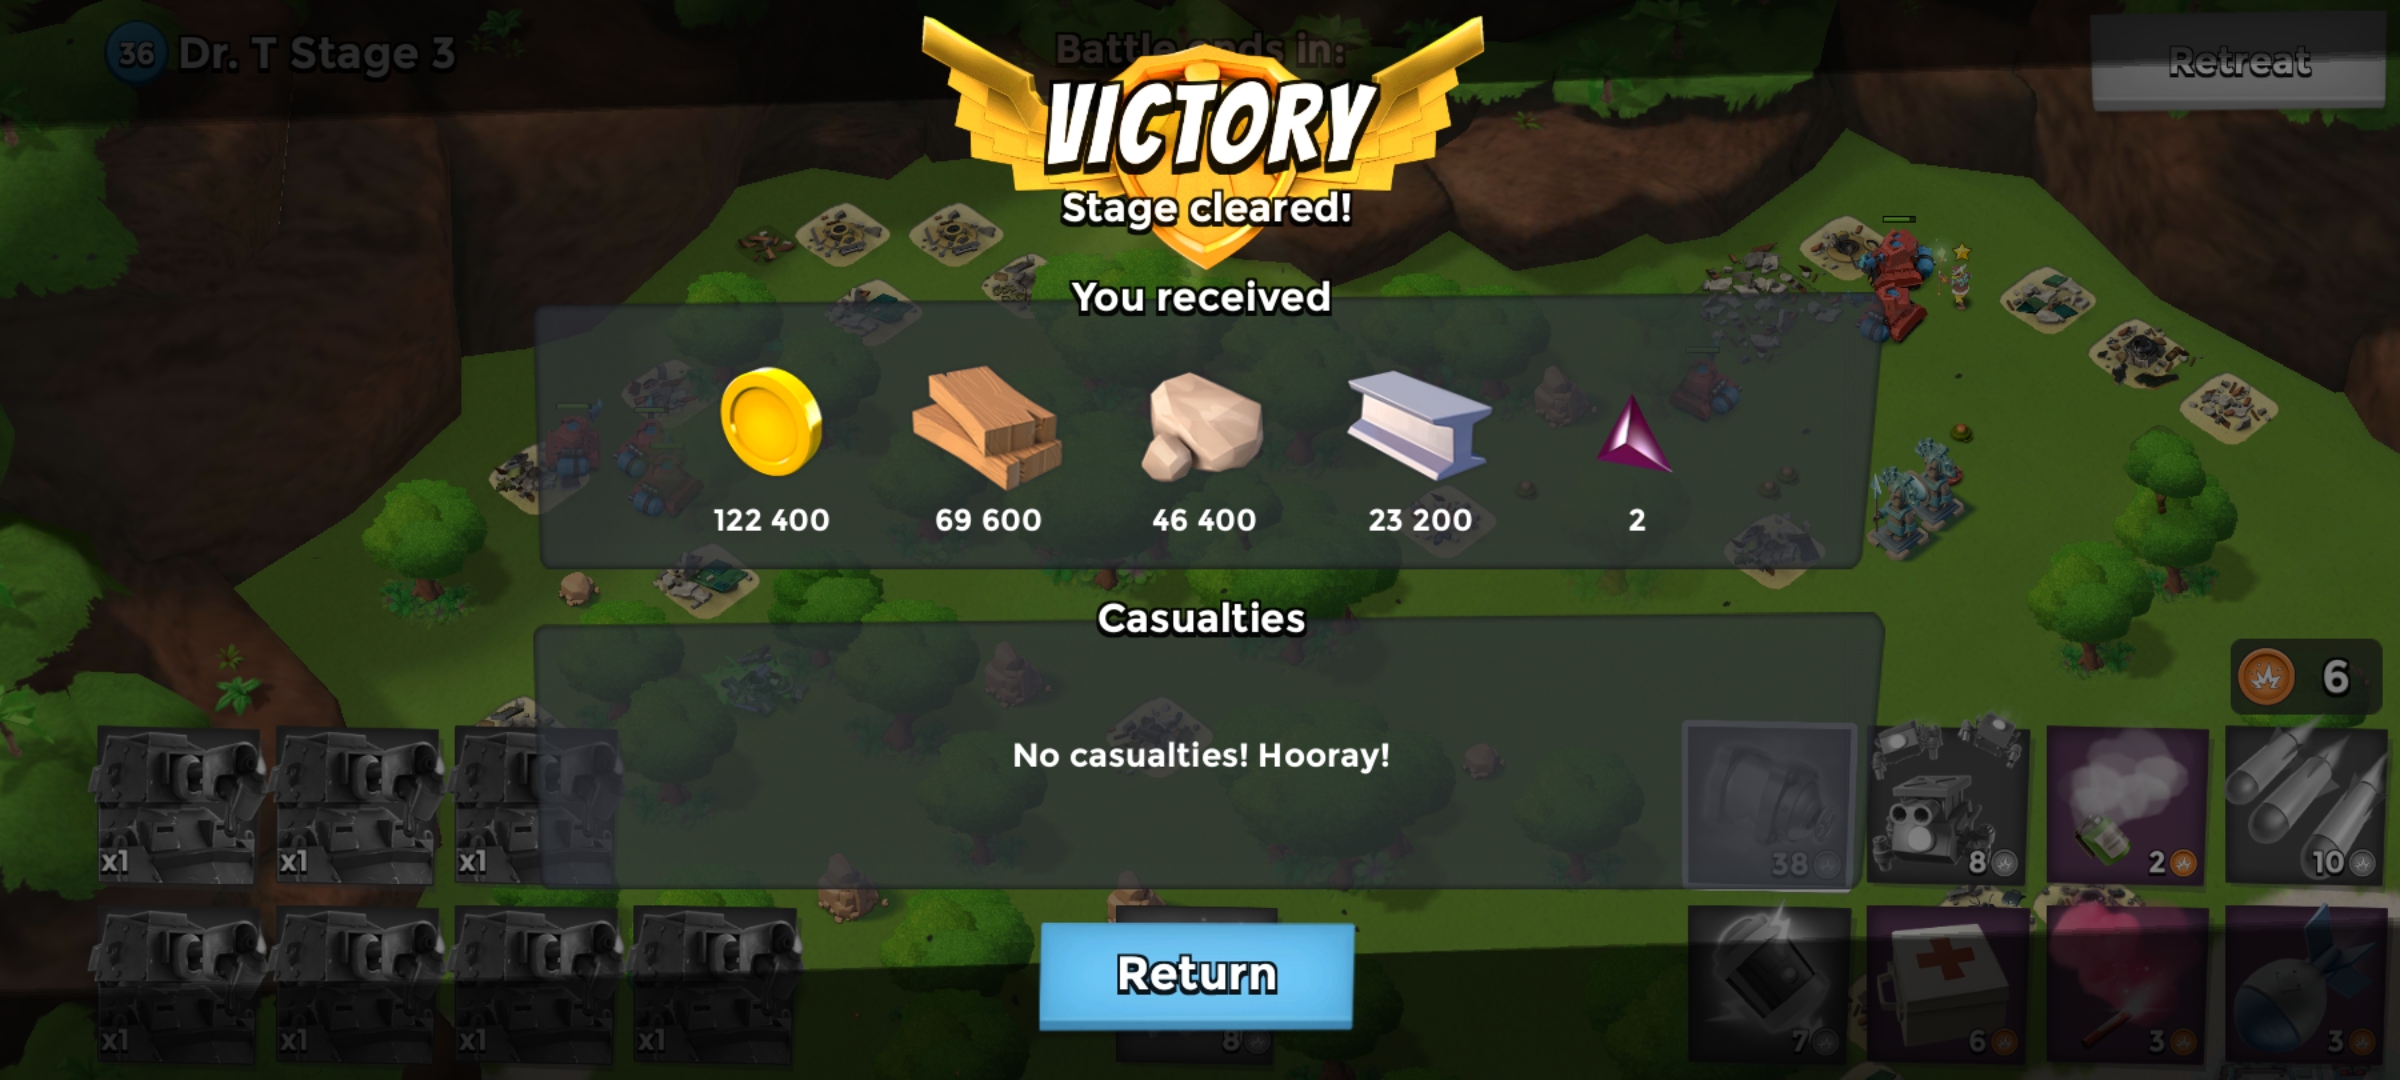 36 Dr. T Stage 3
Battle ends in:
Retreat
VICTORY
Stage cleared!
You received
122 400 69 600 46 400 23 200 2
Casualties
No casualties! Hooray!
6
x1 x1 x1
38 8 2 10
Return
x1 x1 x1 x1
8
7 6 3 3